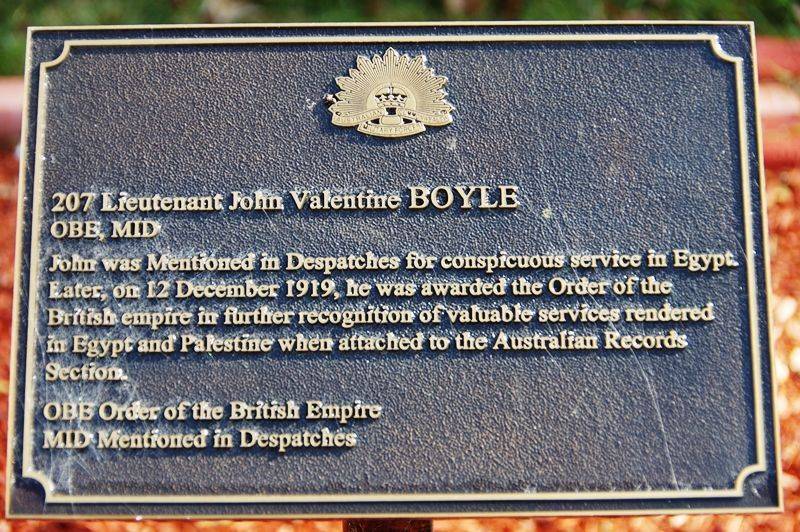 AUSTRALIAN
MILITARY FORCES
207 Lieutenant John Valentine BOYLE
OBE, MID
John was Mentioned in Despatches for conspicuous service in Egypt.
Later, on 12 December 1919, he was awarded the Order of the
British empire in further recognition of valuable services rendered
in Egypt and Palestine when attached to the Australian Records
Section.
OBE Order of the British Empire
MID Mentioned in Despatches